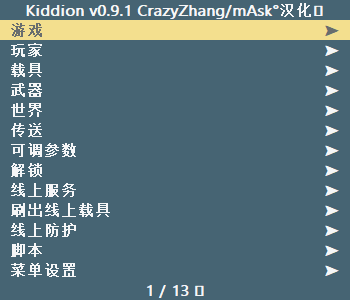 Kiddion v0.9.1 CrazyZhang/mAsk°汉化▯
游戏
玩家
载具
武器
世界
传送
可调参数
解锁
线上服务
刷出线上载具
线上防护
脚本
菜单设置
1 / 13 ▯